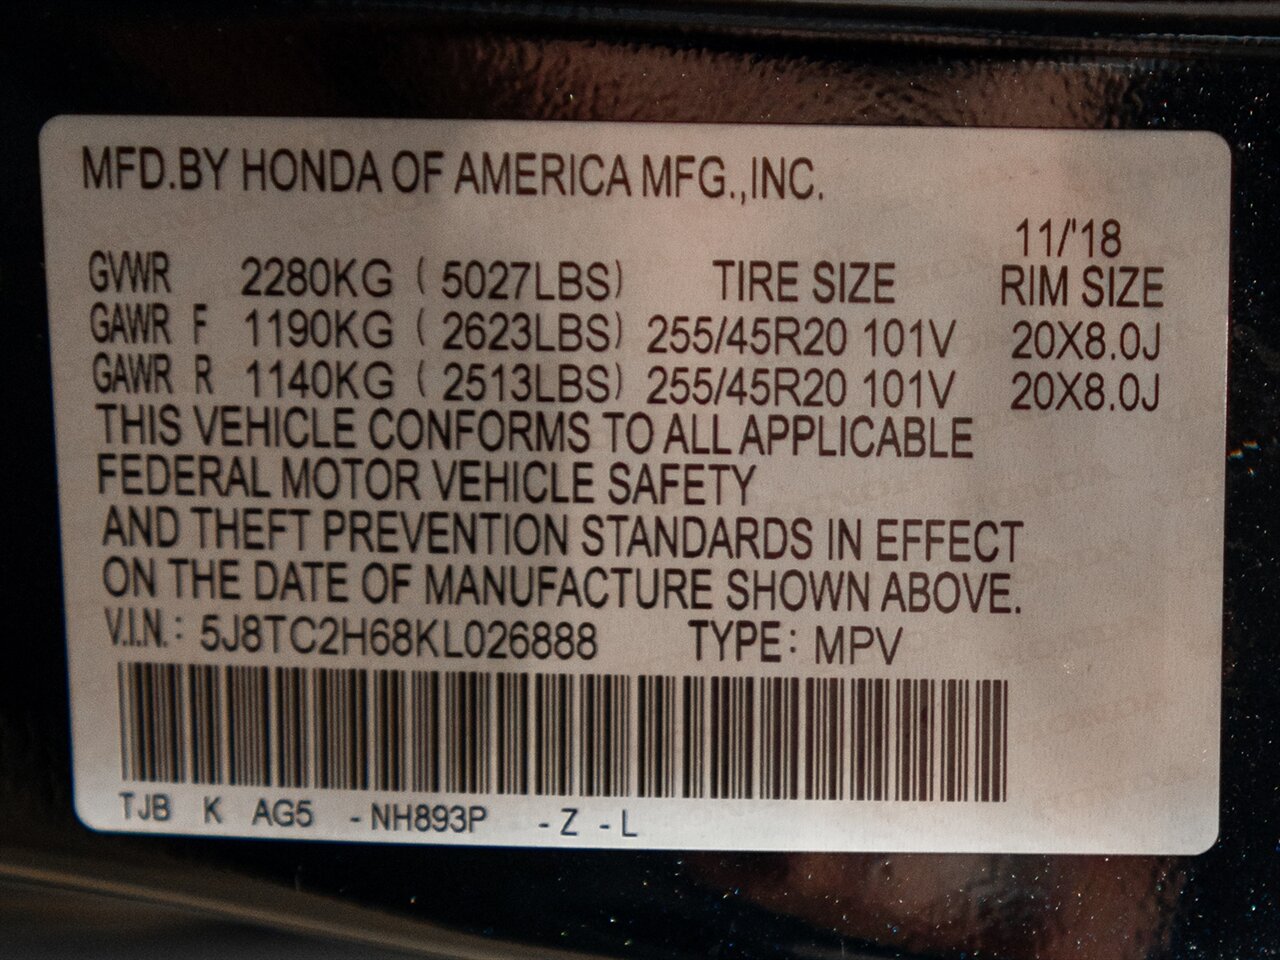 MFD.BY HONDA OF AMERICA MFG.,INC.
11/'18
GVWR 2280KG (5027LBS) TIRE SIZE RIM SIZE
GAWR F 1190KG (2623LBS) 255/45R20 101V 20X8.0J
GAWR R 1140KG (2513LBS) 255/45R20 101V 20X8.0J
THIS VEHICLE CONFORMS TO ALL APPLICABLE
FEDERAL MOTOR VEHICLE SAFETY
AND THEFT PREVENTION STANDARDS IN EFFECT
ON THE DATE OF MANUFACTURE SHOWN ABOVE.
V.I.N.: 5J8TC2H68KL026888 TYPE: MPV
TJB K AG5 -NH893P -Z -L